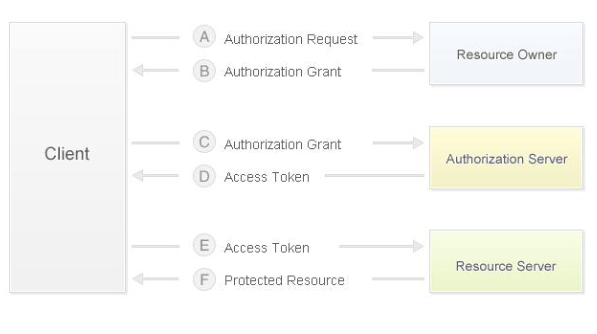 A Authorization Request
Resource Owner
B Authorization Grant
Client
C Authorization Grant
Authorization Server
D Access Token
E Access Token
Resource Server
F Protected Resource